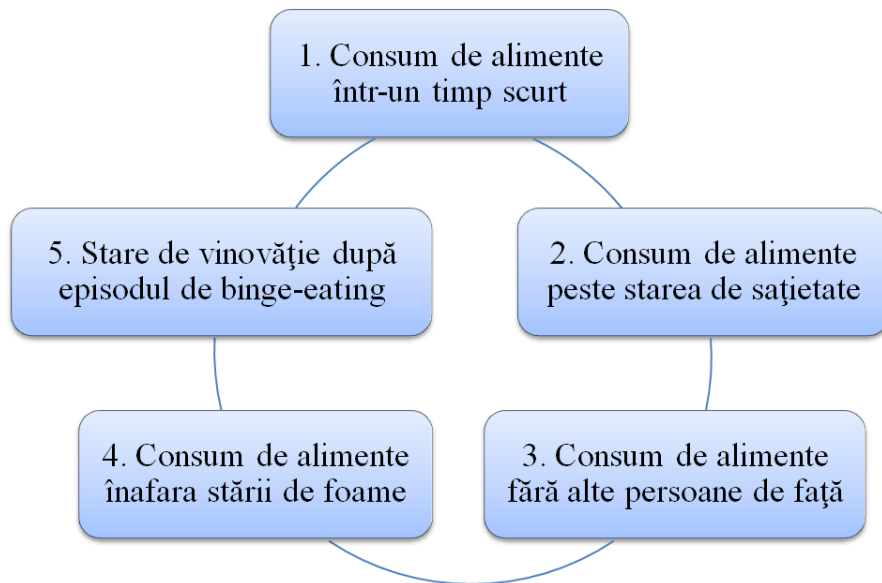 1. Consum de alimente
într-un timp scurt
2. Consum de alimente
peste starea de saţietate
3. Consum de alimente
fără alte persoane de faţă
4. Consum de alimente
înafara stării de foame
5. Stare de vinovăţie după
episodul de binge-eating